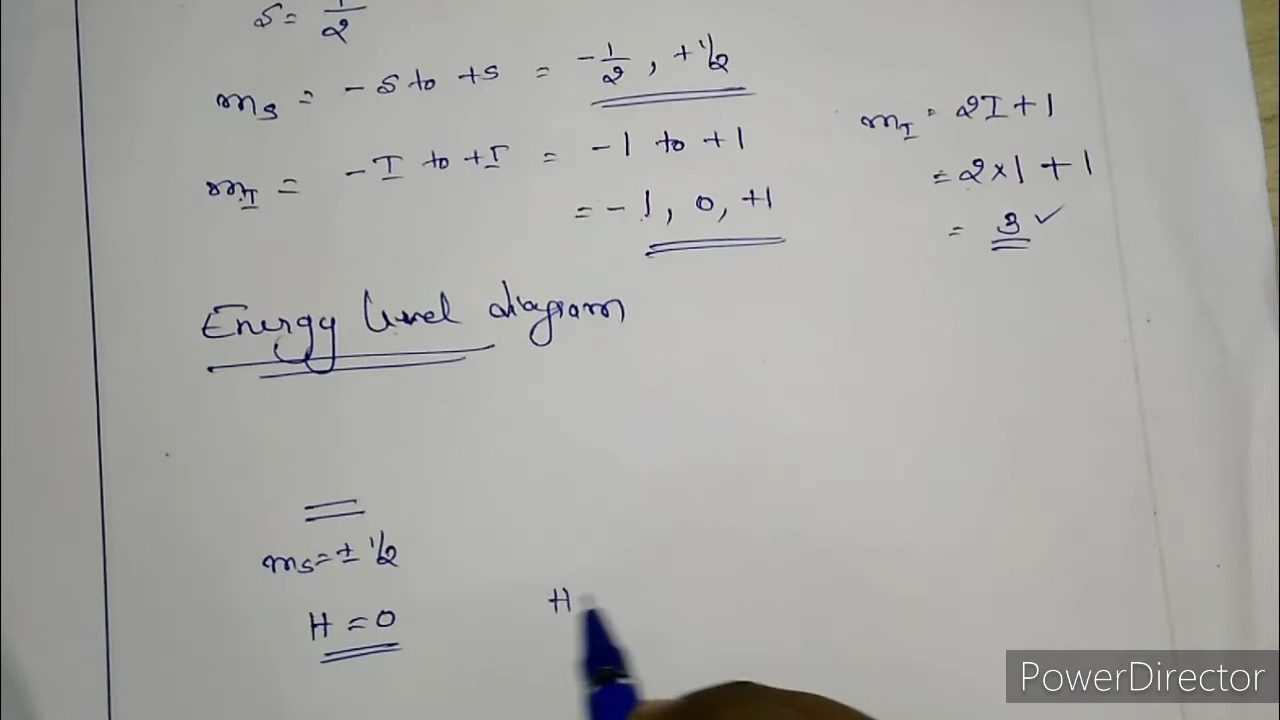 S = 1/2
mS = - S to +S = -1/2, +1/2
mI = - I to +I = -1 to +1
= -1, 0, +1
mI = 2I + 1
= 2 × 1 + 1
= 3 ✓
Energy level diagram
mS = ± 1/2
H = 0
H
PowerDirector